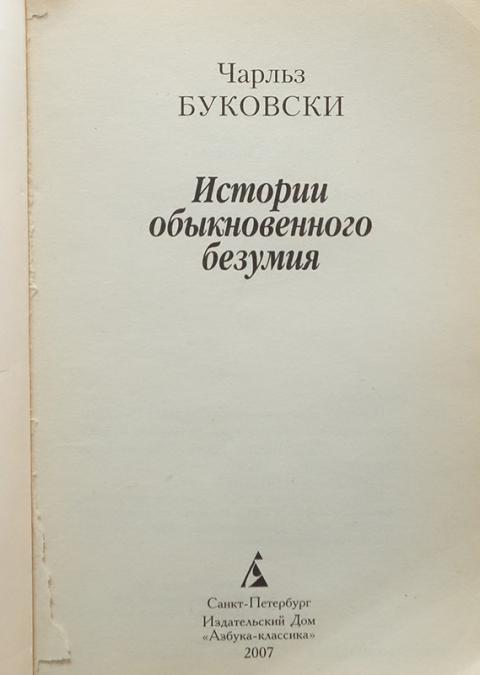 Чарльз
БУКОВСКИ
Истории
обыкновенного
безумия
Санкт-Петербург
Издательский Дом
«Азбука-классика»
2007